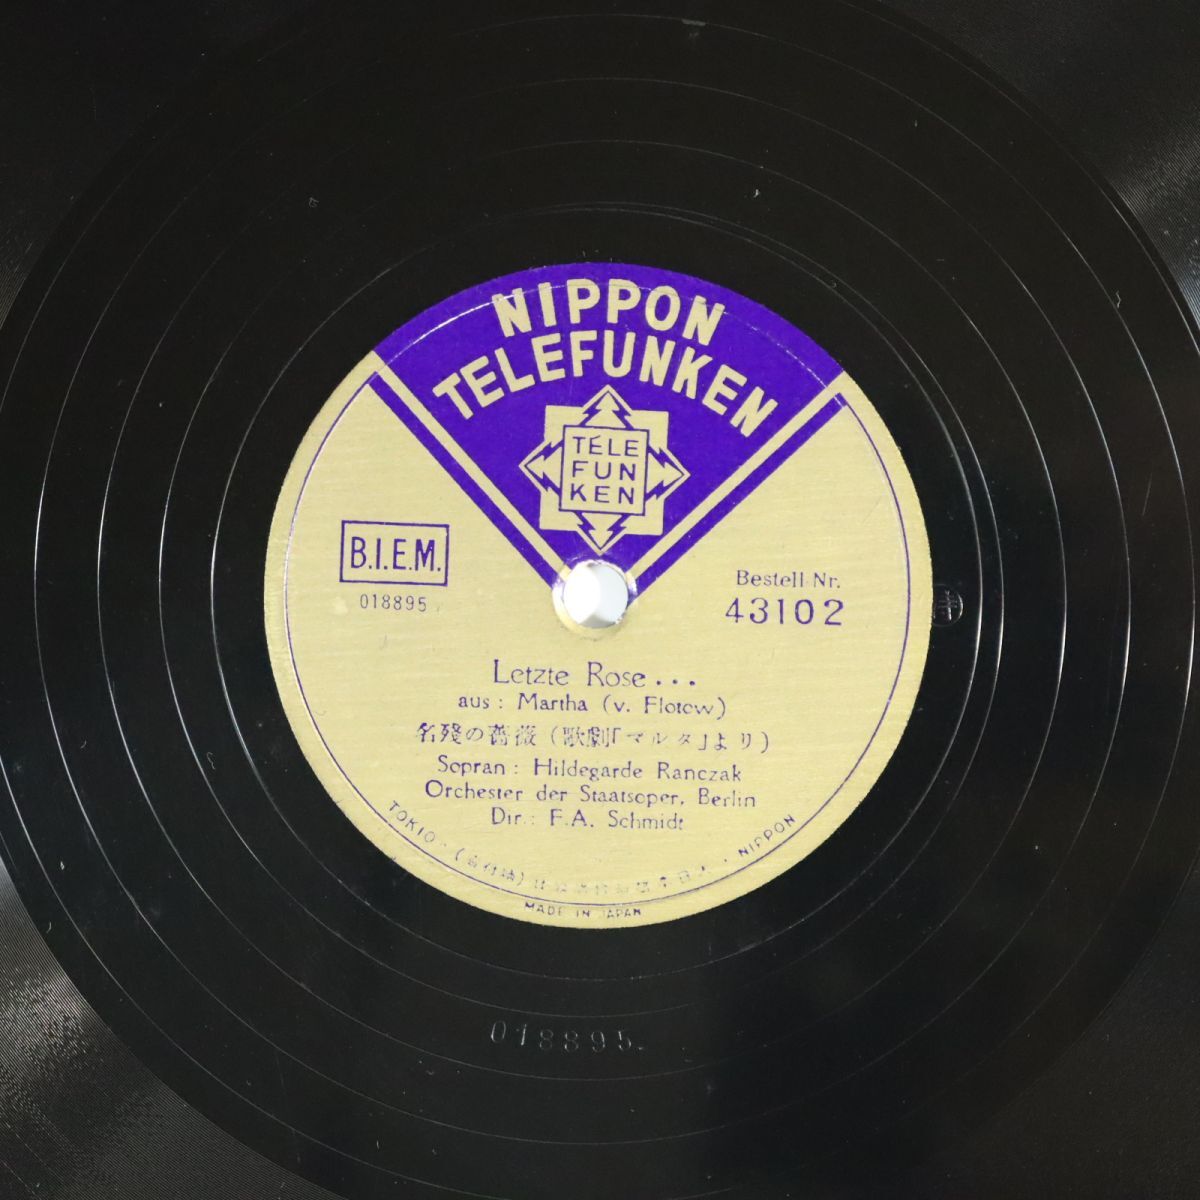 NIPPON
TELEFUNKEN
TELE
FUN
KEN
B.I.E.M.
018895
Bestell-Nr.
43102
Letzte Rose...
aus: Martha (v. Flotow)
名殘の薔薇(歌劇「マルタ」より)
Sopran: Hildegarde Ranczak
Orchester der Staatsoper, Berlin
Dir.: F.A. Schmidt
TOKIO
NIPPON
MADE IN JAPAN
018895